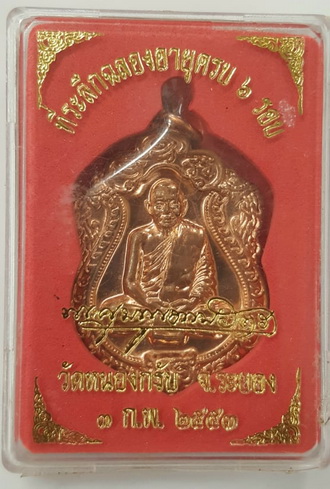 ที่ระลึกฉลองอายุครบ ๖ รอบ
วัดหนองกรับ จ.ระยอง
๓ ก.พ. ๒๕๕๓